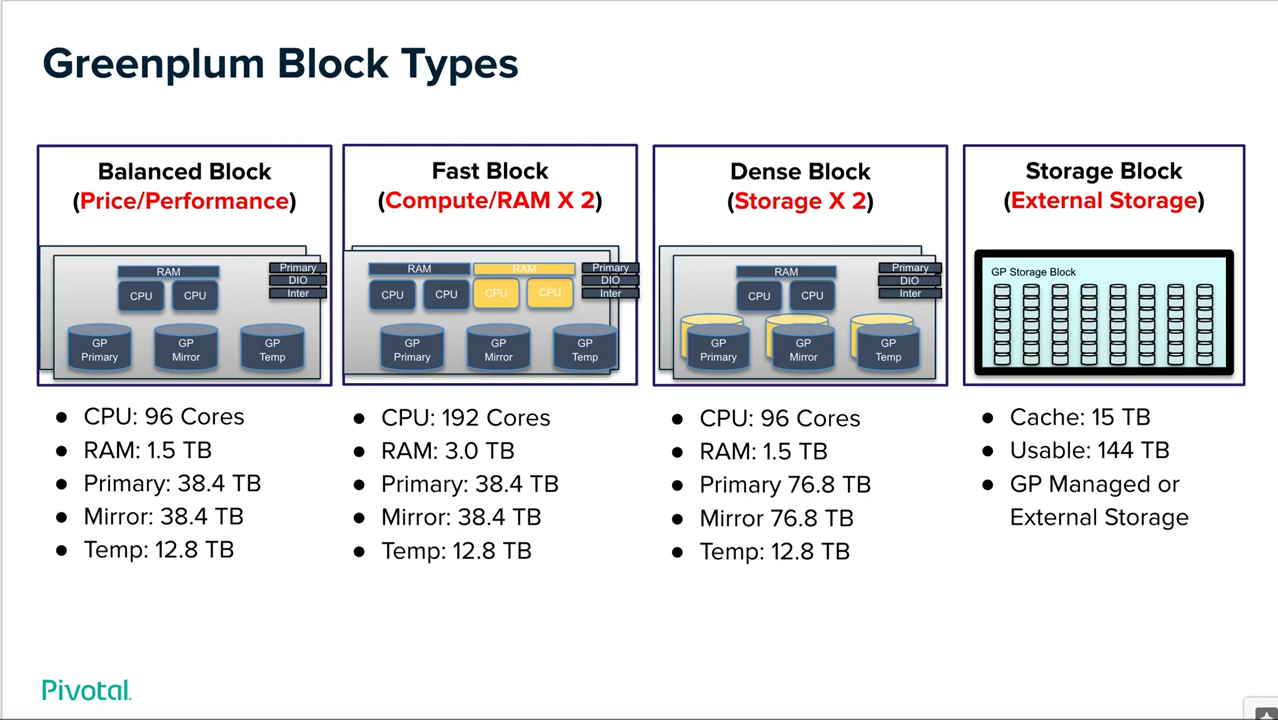 Greenplum Block Types
Balanced Block
(Price/Performance)
RAM
CPU CPU
Primary
DIO
Inter
GP Primary
GP Mirror
GP Temp
● CPU: 96 Cores
● RAM: 1.5 TB
● Primary: 38.4 TB
● Mirror: 38.4 TB
● Temp: 12.8 TB
Fast Block
(Compute/RAM X 2)
RAM RAM
CPU CPU CPU CPU
Primary
DIO
Inter
GP Primary
GP Mirror
GP Temp
● CPU: 192 Cores
● RAM: 3.0 TB
● Primary: 38.4 TB
● Mirror: 38.4 TB
● Temp: 12.8 TB
Dense Block
(Storage X 2)
RAM
CPU CPU
Primary
DIO
Inter
GP Primary
GP Mirror
GP Temp
● CPU: 96 Cores
● RAM: 1.5 TB
● Primary 76.8 TB
● Mirror 76.8 TB
● Temp: 12.8 TB
Storage Block
(External Storage)
GP Storage Block
● Cache: 15 TB
● Usable: 144 TB
● GP Managed or
External Storage
Pivotal.